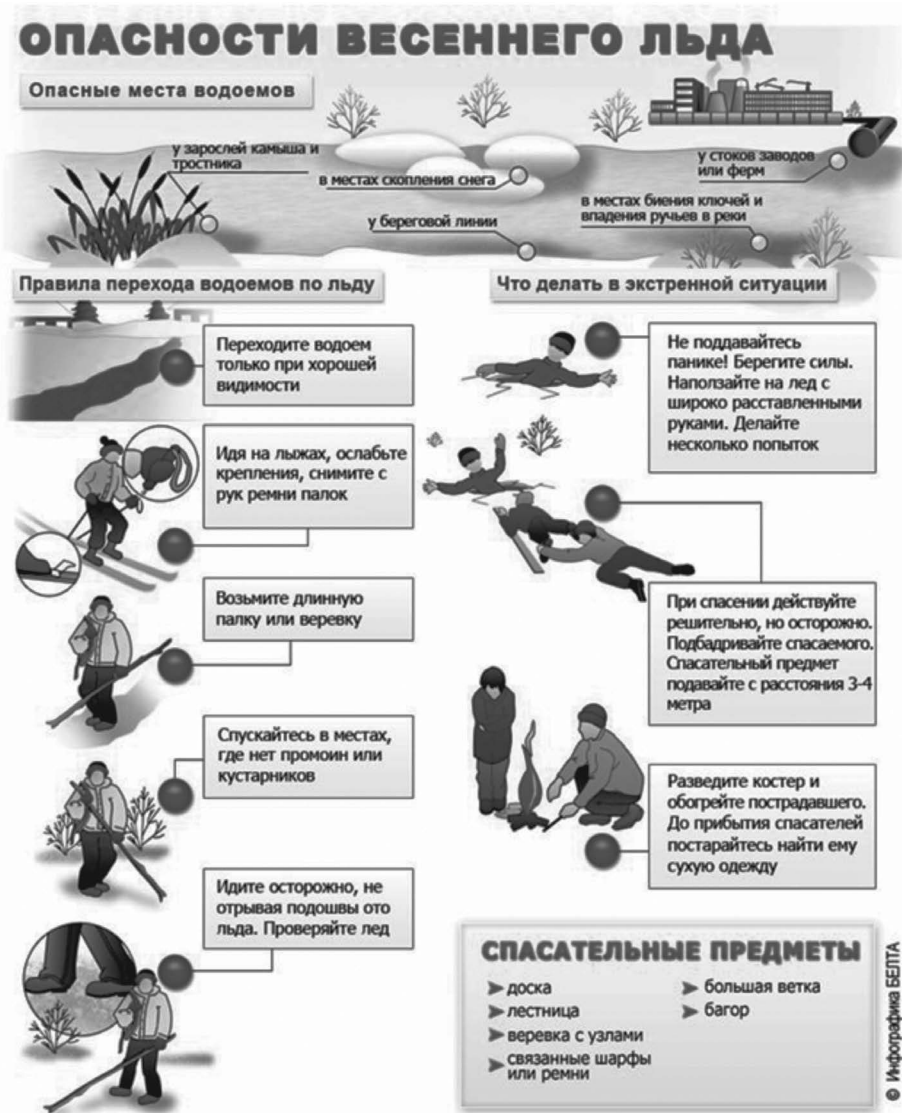 ОПАСНОСТИ ВЕСЕННЕГО ЛЬДА
Опасные места водоемов
у зарослей камыша и
тростника
в местах скопления снега
у береговой линии
у стоков заводов
или ферм
в местах биения ключей и
впадения ручьев в реки
Правила перехода водоемов по льду
Переходите водоем
только при хорошей
видимости
Идя на лыжах, ослабьте
крепления, снимите с
рук ремни палок
Возьмите длинную
палку или веревку
Спускайтесь в местах,
где нет промоин или
кустарников
Идите осторожно, не
отрывая подошвы ото
льда. Проверяйте лед
Что делать в экстренной ситуации
Не поддавайтесь
панике! Берегите силы.
Наползайте на лед с
широко расставленными
руками. Делайте
несколько попыток
При спасении действуйте
решительно, но осторожно.
Подбадривайте спасаемого.
Спасательный предмет
подавайте с расстояния 3-4
метра
Разведите костер и
обогрейте пострадавшего.
До прибытия спасателей
постарайтесь найти ему
сухую одежду
СПАСАТЕЛЬНЫЕ ПРЕДМЕТЫ
доска
лестница
веревка с узлами
связанные шарфы
или ремни
большая ветка
багор
© Инфографика БЕЛТА